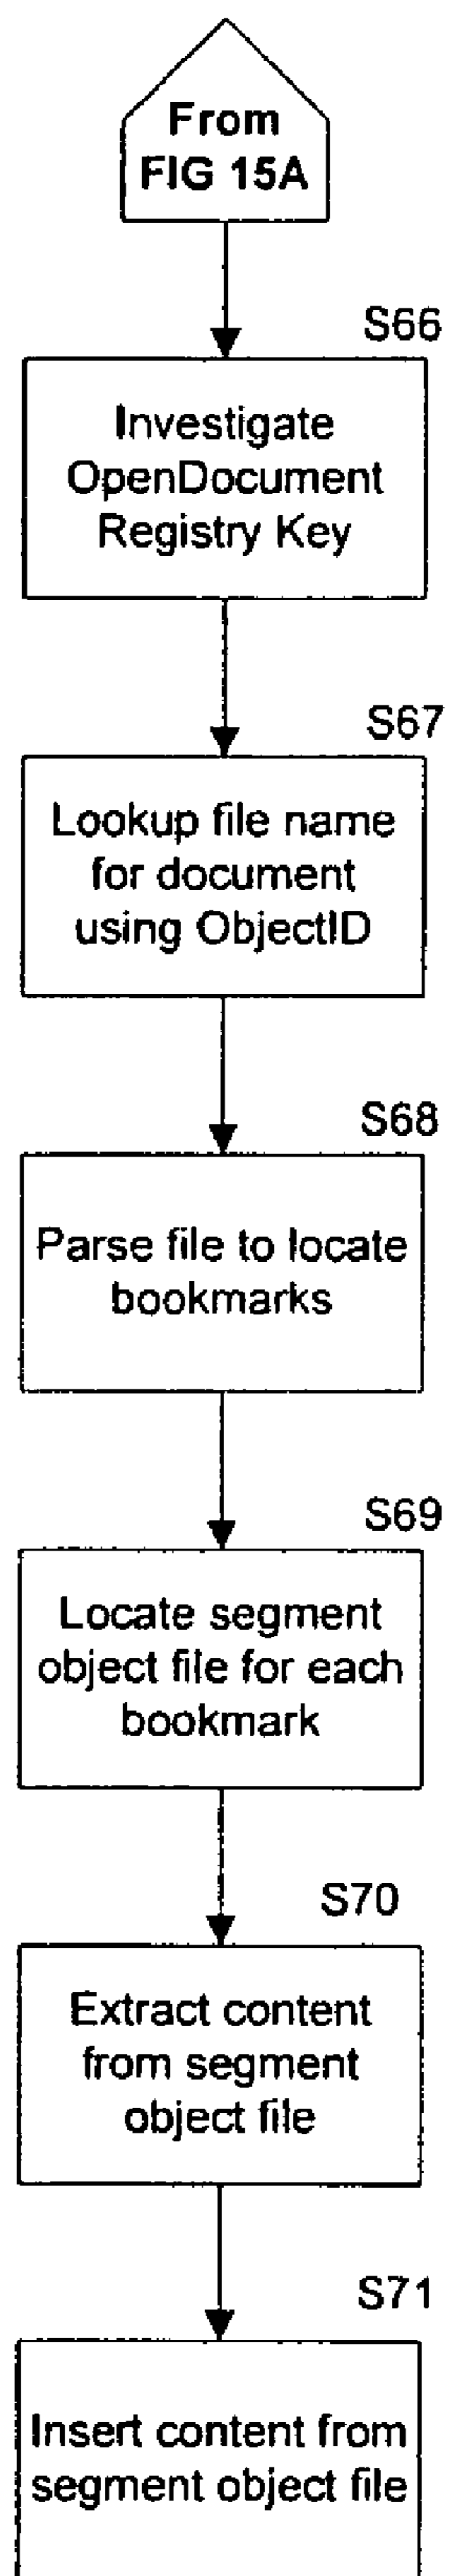 From
FIG 15A
S66
Investigate
OpenDocument
Registry Key
S67
Lookup file name
for document
using ObjectID
S68
Parse file to locate
bookmarks
S69
Locate segment
object file for each
bookmark
S70
Extract content
from segment
object file
S71
Insert content from
segment object file